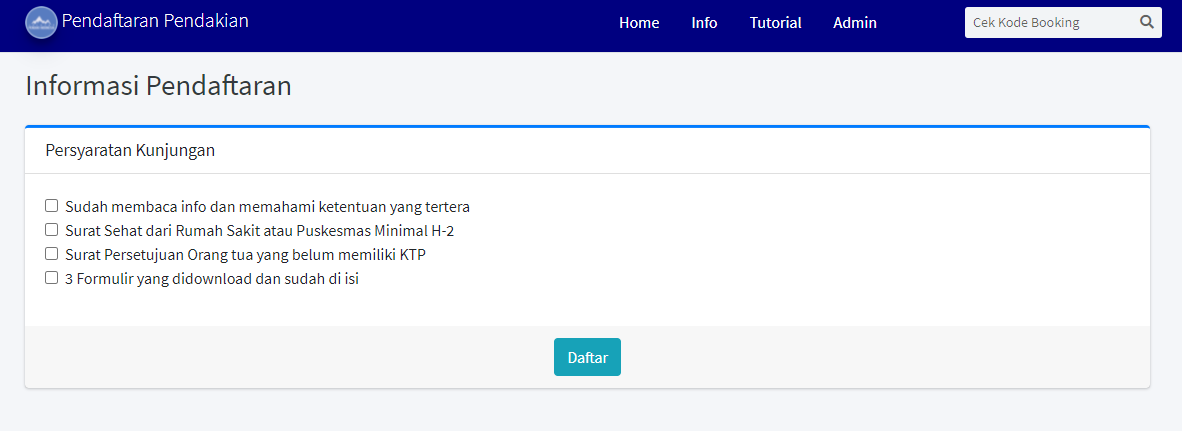 Pendaftaran Pendakian
Home Info Tutorial Admin
Cek Kode Booking
Informasi Pendaftaran
Persyaratan Kunjungan
Sudah membaca info dan memahami ketentuan yang tertera
Surat Sehat dari Rumah Sakit atau Puskesmas Minimal H-2
Surat Persetujuan Orang tua yang belum memiliki KTP
3 Formulir yang didownload dan sudah di isi
Daftar